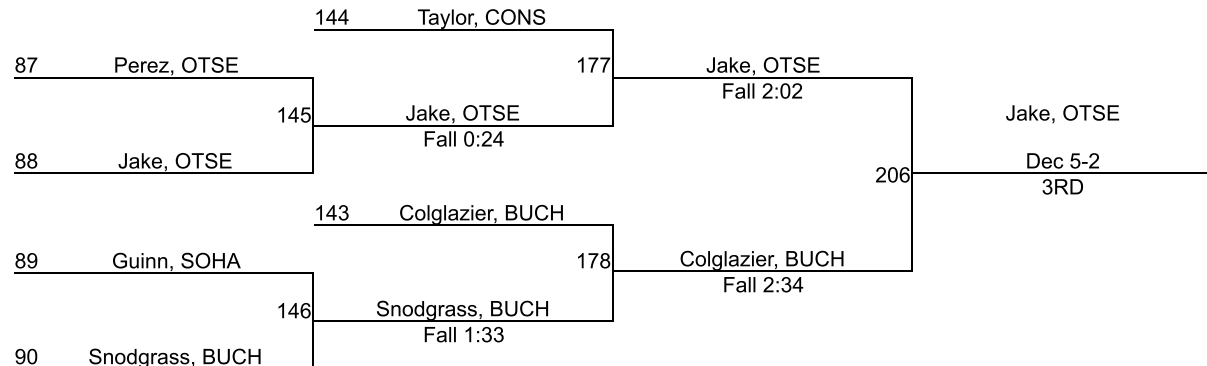 144 Taylor, CONS
87 Perez, OTSE
177 Jake, OTSE
Fall 2:02
145 Jake, OTSE
Fall 0:24
Jake, OTSE
88 Jake, OTSE
Dec 5-2
206
3RD
143 Colglazier, BUCH
89 Guinn, SOHA
178 Colglazier, BUCH
Fall 2:34
146 Snodgrass, BUCH
Fall 1:33
90 Snodgrass, BUCH